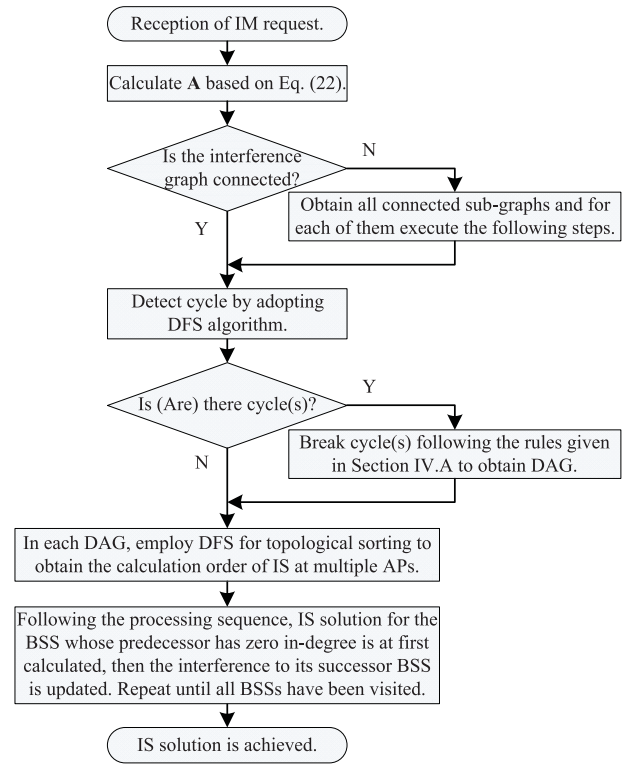 Reception of IM request.
Calculate A based on Eq. (22).
Is the interference
graph connected?
N
Obtain all connected sub-graphs and for
each of them execute the following steps.
Y
Detect cycle by adopting
DFS algorithm.
Is (Are) there cycle(s)?
Y
Break cycle(s) following the rules given
in Section IV.A to obtain DAG.
N
In each DAG, employ DFS for topological sorting to
obtain the calculation order of IS at multiple APs.
Following the processing sequence, IS solution for the
BSS whose predecessor has zero in-degree is at first
calculated, then the interference to its successor BSS
is updated. Repeat until all BSSs have been visited.
IS solution is achieved.